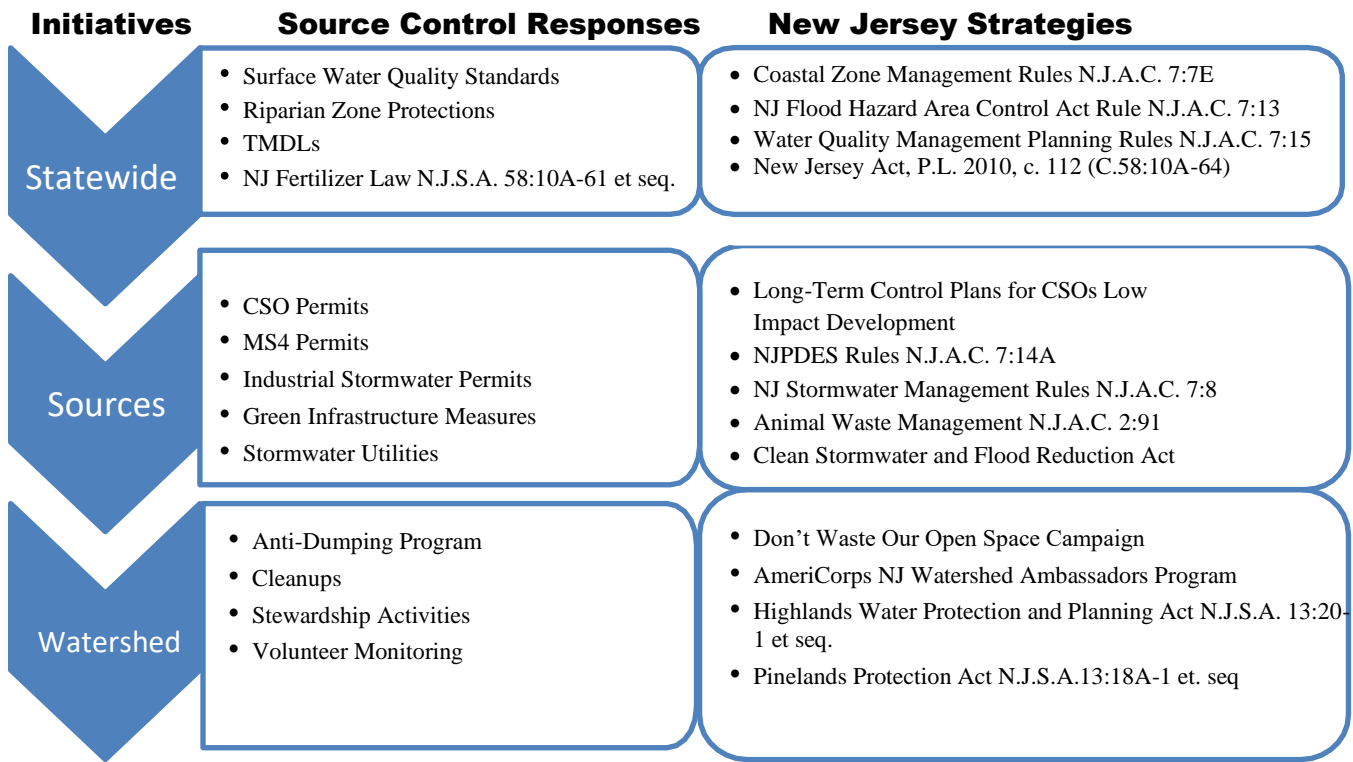 Initiatives Source Control Responses New Jersey Strategies
Statewide
• Surface Water Quality Standards
• Riparian Zone Protections
• TMDLs
• NJ Fertilizer Law N.J.S.A. 58:10A-61 et seq.
• Coastal Zone Management Rules N.J.A.C. 7:7E
• NJ Flood Hazard Area Control Act Rule N.J.A.C. 7:13
• Water Quality Management Planning Rules N.J.A.C. 7:15
• New Jersey Act, P.L. 2010, c. 112 (C.58:10A-64)
Sources
• CSO Permits
• MS4 Permits
• Industrial Stormwater Permits
• Green Infrastructure Measures
• Stormwater Utilities
• Long-Term Control Plans for CSOs Low
Impact Development
• NJPDES Rules N.J.A.C. 7:14A
• NJ Stormwater Management Rules N.J.A.C. 7:8
• Animal Waste Management N.J.A.C. 2:91
• Clean Stormwater and Flood Reduction Act
Watershed
• Anti-Dumping Program
• Cleanups
• Stewardship Activities
• Volunteer Monitoring
• Don’t Waste Our Open Space Campaign
• AmeriCorps NJ Watershed Ambassadors Program
• Highlands Water Protection and Planning Act N.J.S.A. 13:20-
1 et seq.
• Pinelands Protection Act N.J.S.A.13:18A-1 et. seq